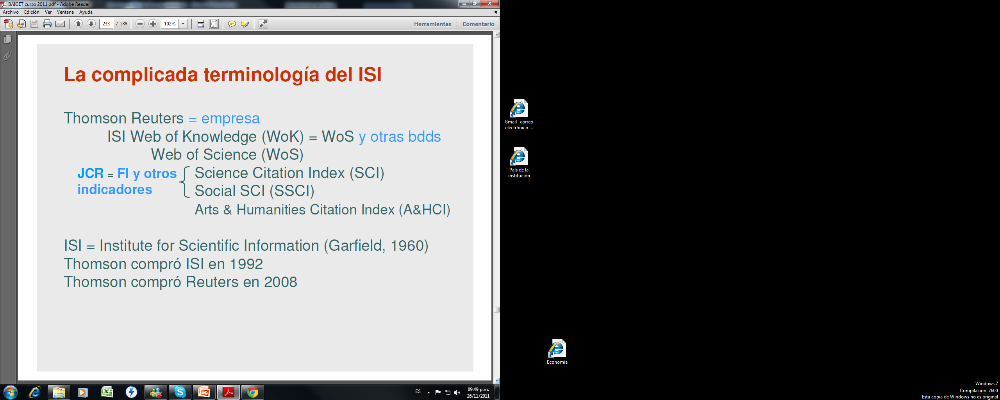 BAIGET curso 2011.pdf - Adobe Reader
Archivo Edición Ver Ventana Ayuda
233 / 288 102% Herramientas Comentario
La complicada terminología del ISI
Thomson Reuters = empresa
ISI Web of Knowledge (WoK) = WoS y otras bdds
Web of Science (WoS)
JCR = FI y otros indicadores
Science Citation Index (SCI)
Social SCI (SSCI)
Arts & Humanities Citation Index (A&HCI)
ISI = Institute for Scientific Information (Garfield, 1960)
Thomson compró ISI en 1992
Thomson compró Reuters en 2008
Gmail- correo
electrónico ...
País de la
institución
Economía
Windows 7
Compilación 7600
Esta copia de Windows no es original
ES
09:49 p.m.
26/11/2011